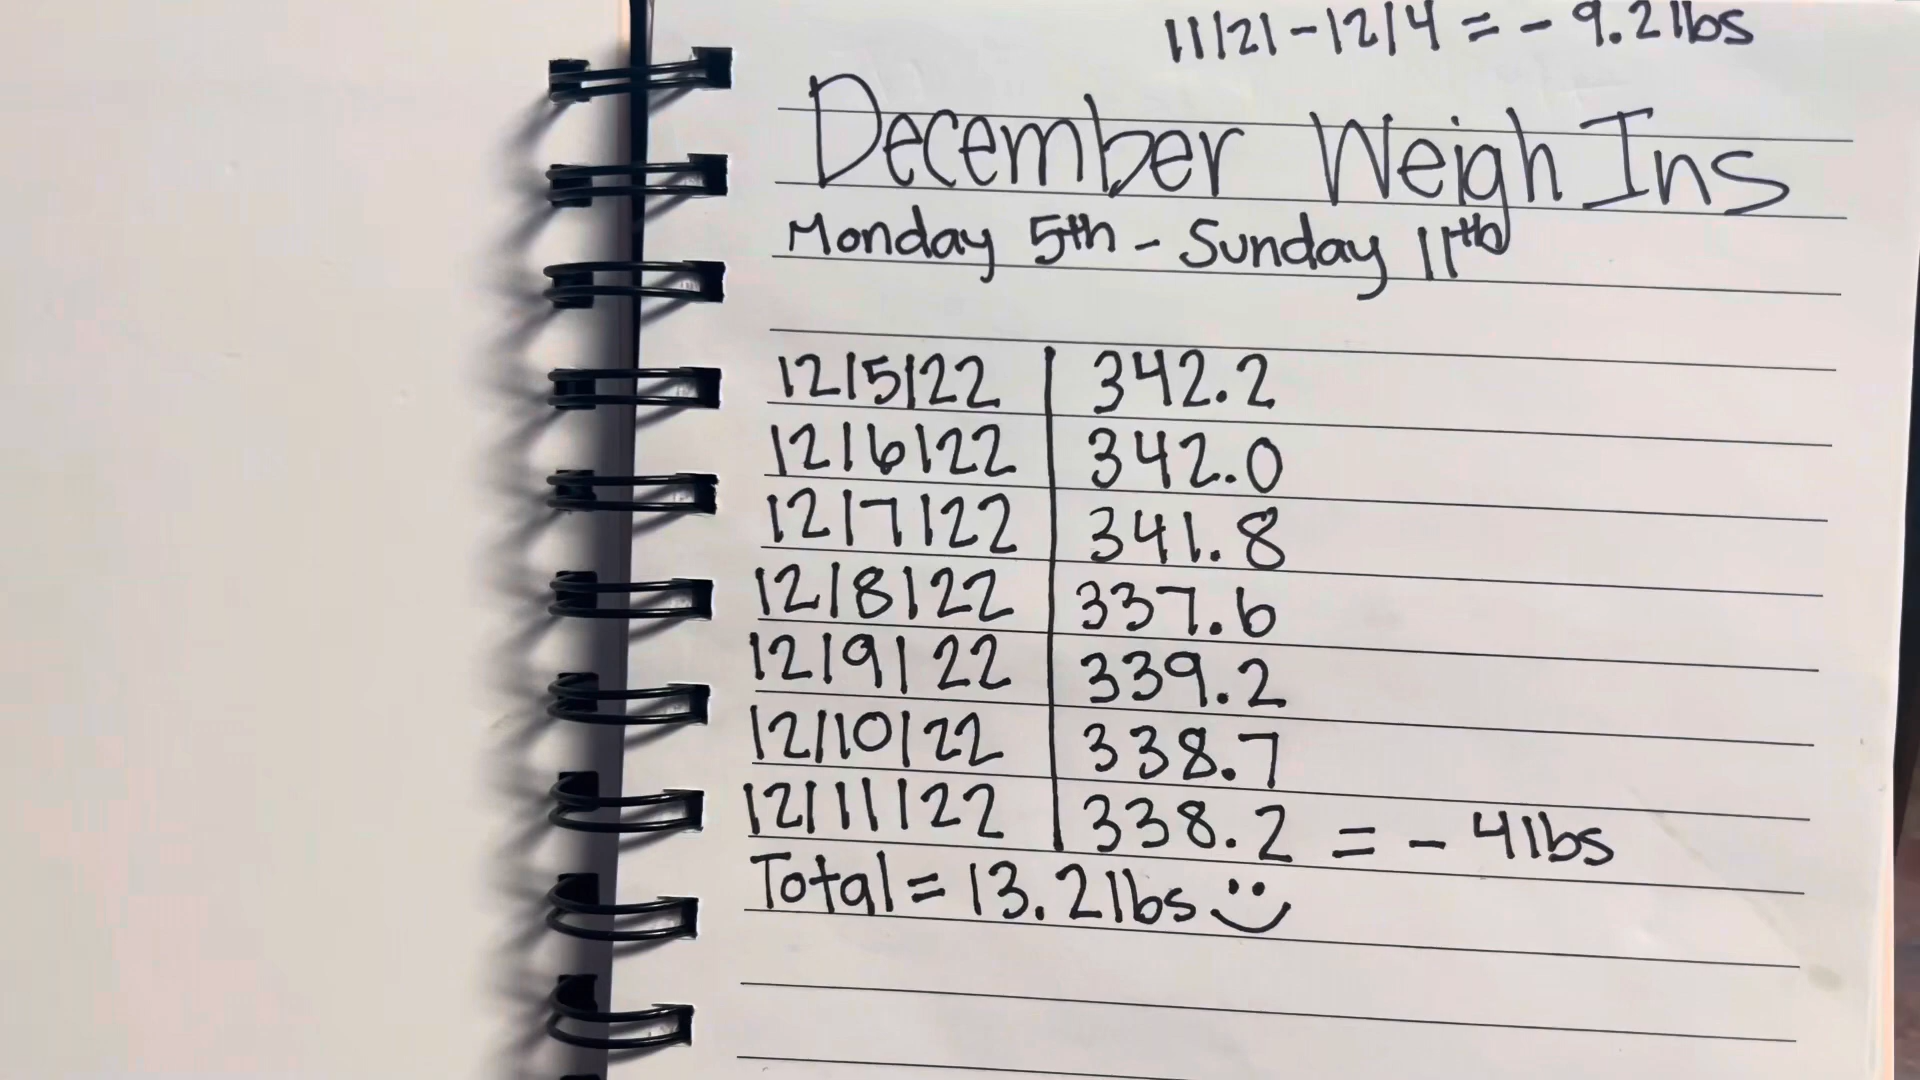 11/21-12/4 = - 9.2lbs
December Weigh Ins
Monday 5th - Sunday 11th
12/5/22 | 342.2
12/6/22 | 342.0
12/7/22 | 341.8
12/8/22 | 337.6
12/9/22 | 339.2
12/10/22 | 338.7
12/11/22 | 338.2 = - 4lbs
Total = 13.2lbs